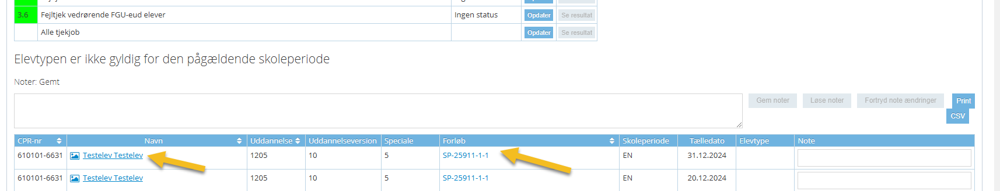 3.6 Fejltjek vedrørende FGU-eud elever Ingen status Opdater Se resultat
Alle tjekjob Opdater Se resultat
Elevtypen er ikke gyldig for den pågældende skoleperiode
Noter: Gemt
Gem noter Løse noter Fortryd note ændringer Print
CSV
CPR-nr Navn Uddannelse Uddannelseversion Speciale Forløb Skoleperiode Tælledato Elevtype Note
610101-6631 Testelev Testelev 1205 10 5 SP-25911-1-1 EN 31.12.2024
610101-6631 Testelev Testelev 1205 10 5 SP-25911-1-1 EN 20.12.2024